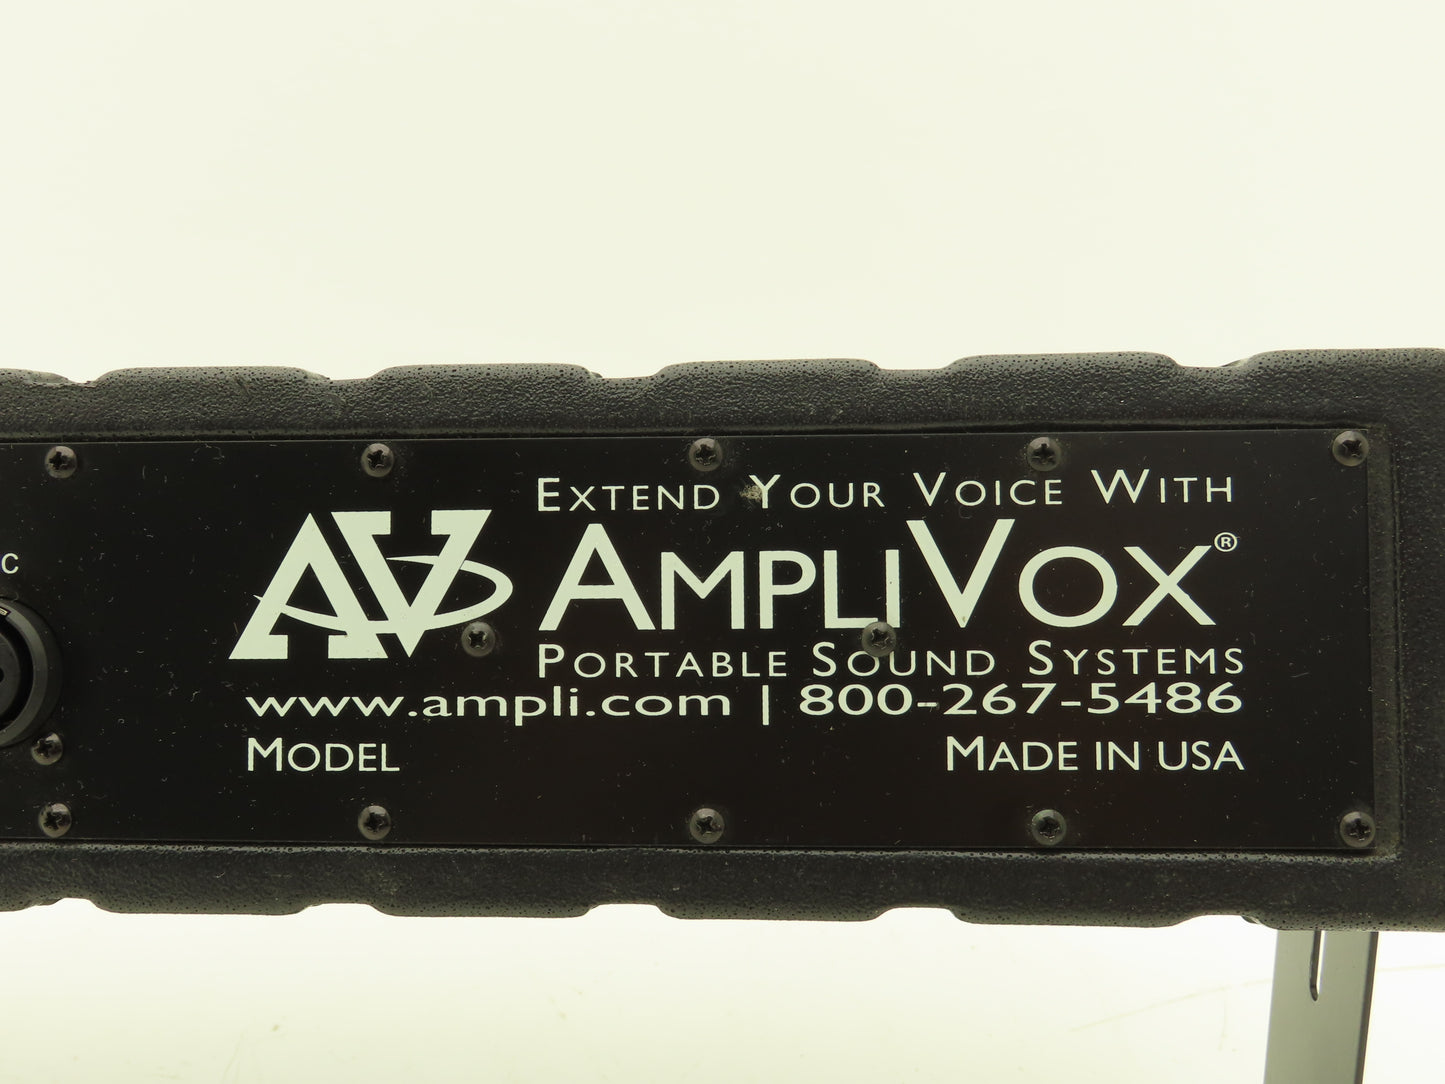 EXTEND YOUR VOICE WITH
AV AMPLIVOX®
PORTABLE SOUND SYSTEMS
www.ampli.com | 800-267-5486
MODEL MADE IN USA
C